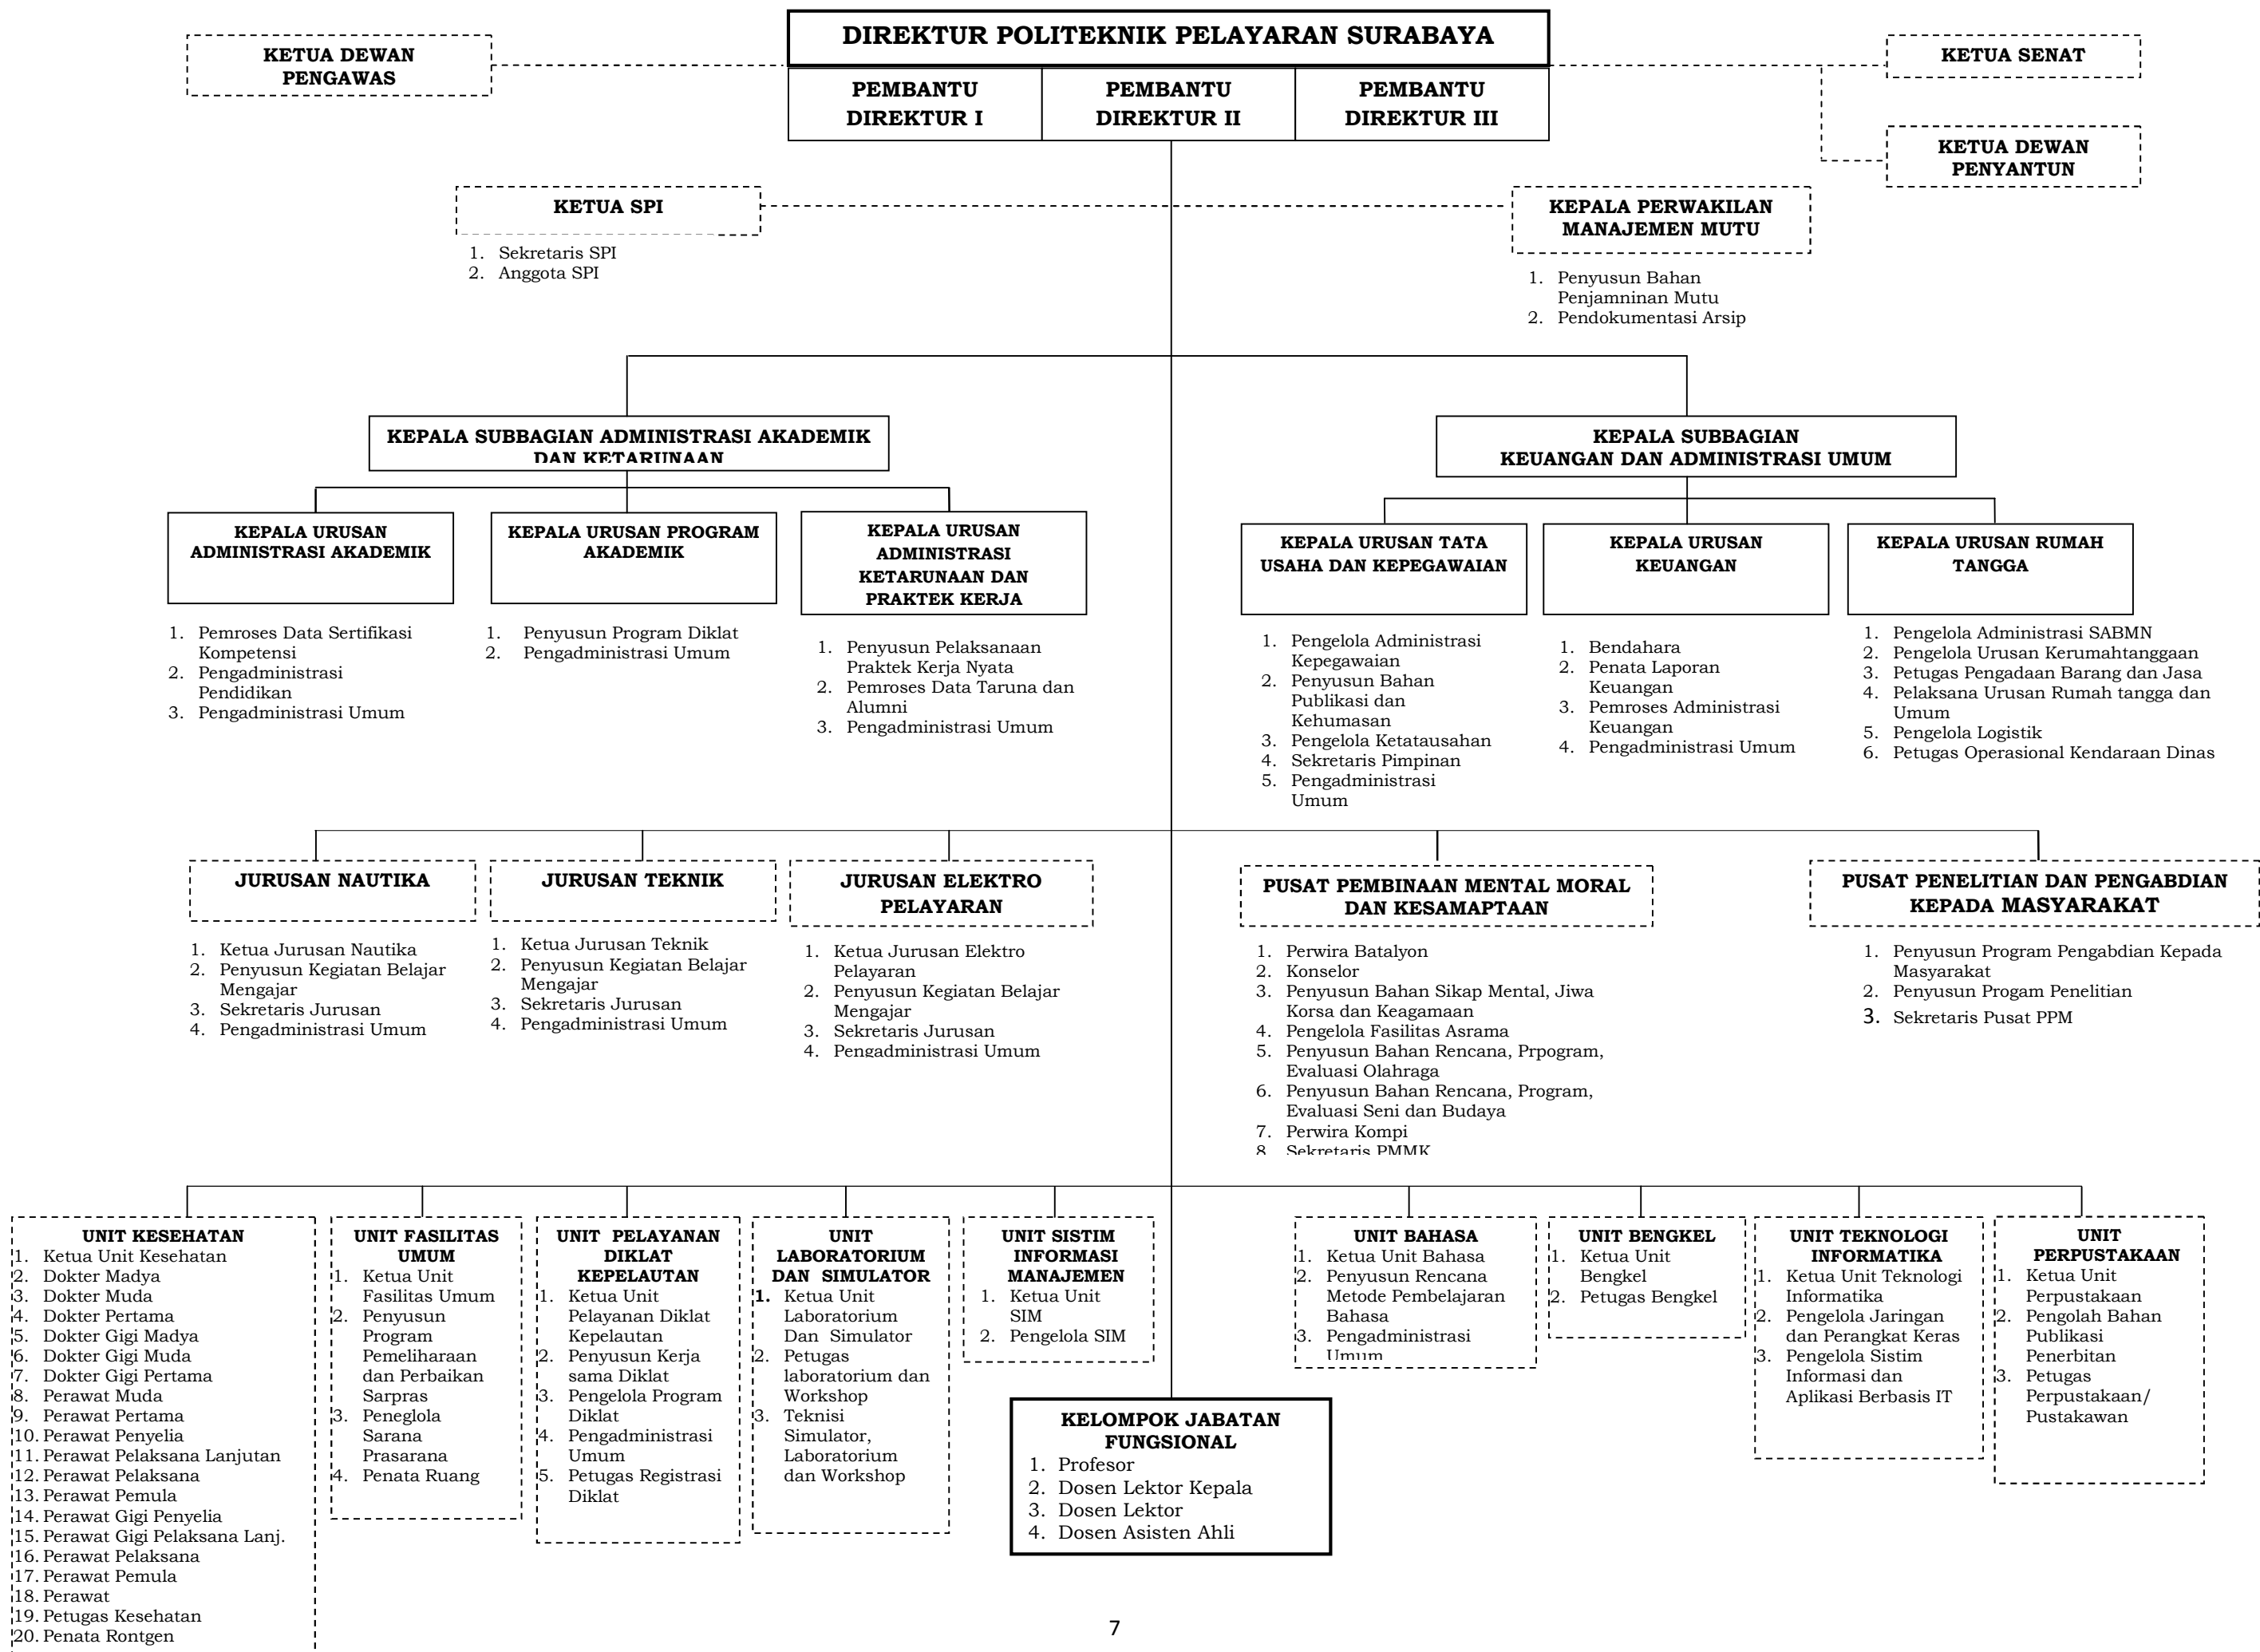 DIREKTUR POLITEKNIK PELAYARAN SURABAYA
KETUA DEWAN
PENGAWAS
KETUA SENAT
PEMBANTU
DIREKTUR I
PEMBANTU
DIREKTUR II
PEMBANTU
DIREKTUR III
KETUA DEWAN
PENYANTUN
KETUA SPI
1. Sekretaris SPI
2. Anggota SPI
KEPALA PERWAKILAN
MANAJEMEN MUTU
1. Penyusun Bahan
Penjamninan Mutu
2. Pendokumentasi Arsip
KEPALA SUBBAGIAN ADMINISTRASI AKADEMIK
DAN KETARUNAAN
KEPALA SUBBAGIAN
KEUANGAN DAN ADMINISTRASI UMUM
KEPALA URUSAN
ADMINISTRASI AKADEMIK
1. Pemroses Data Sertifikasi
Kompetensi
2. Pengadministrasi
Pendidikan
3. Pengadministrasi Umum
KEPALA URUSAN PROGRAM
AKADEMIK
1. Penyusun Program Diklat
2. Pengadministrasi Umum
KEPALA URUSAN
ADMINISTRASI
KETARUNAAN DAN
PRAKTEK KERJA
1. Penyusun Pelaksanaan
Praktek Kerja Nyata
2. Pemroses Data Taruna dan
Alumni
3. Pengadministrasi Umum
KEPALA URUSAN TATA
USAHA DAN KEPEGAWAIAN
1. Pengelola Administrasi
Kepegawaian
2. Penyusun Bahan
Publikasi dan
Kehumasan
3. Pengelola Ketatausahan
4. Sekretaris Pimpinan
5. Pengadministrasi
Umum
KEPALA URUSAN
KEUANGAN
1. Bendahara
2. Penata Laporan
Keuangan
3. Pemroses Administrasi
Keuangan
4. Pengadministrasi Umum
KEPALA URUSAN RUMAH
TANGGA
1. Pengelola Administrasi SABMN
2. Pengelola Urusan Kerumahtanggaan
3. Petugas Pengadaan Barang dan Jasa
4. Pelaksana Urusan Rumah tangga dan
Umum
5. Pengelola Logistik
6. Petugas Operasional Kendaraan Dinas
JURUSAN NAUTIKA
1. Ketua Jurusan Nautika
2. Penyusun Kegiatan Belajar
Mengajar
3. Sekretaris Jurusan
4. Pengadministrasi Umum
JURUSAN TEKNIK
1. Ketua Jurusan Teknik
2. Penyusun Kegiatan Belajar
Mengajar
3. Sekretaris Jurusan
4. Pengadministrasi Umum
JURUSAN ELEKTRO
PELAYARAN
1. Ketua Jurusan Elektro
Pelayaran
2. Penyusun Kegiatan Belajar
Mengajar
3. Sekretaris Jurusan
4. Pengadministrasi Umum
PUSAT PEMBINAAN MENTAL MORAL
DAN KESAMAPTAAN
1. Perwira Batalyon
2. Konselor
3. Penyusun Bahan Sikap Mental, Jiwa
Korsa dan Keagamaan
4. Pengelola Fasilitas Asrama
5. Penyusun Bahan Rencana, Prpogram,
Evaluasi Olahraga
6. Penyusun Bahan Rencana, Program,
Evaluasi Seni dan Budaya
7. Perwira Kompi
8. Sekretaris PMMK
PUSAT PENELITIAN DAN PENGABDIAN
KEPADA MASYARAKAT
1. Penyusun Program Pengabdian Kepada
Masyarakat
2. Penyusun Progam Penelitian
3. Sekretaris Pusat PPM
UNIT KESEHATAN
1. Ketua Unit Kesehatan
2. Dokter Madya
3. Dokter Muda
4. Dokter Pertama
5. Dokter Gigi Madya
6. Dokter Gigi Muda
7. Dokter Gigi Pertama
8. Perawat Muda
9. Perawat Pertama
10. Perawat Penyelia
11. Perawat Pelaksana Lanjutan
12. Perawat Pelaksana
13. Perawat Pemula
14. Perawat Gigi Penyelia
15. Perawat Gigi Pelaksana Lanj.
16. Perawat Pelaksana
17. Perawat Pemula
18. Perawat
19. Petugas Kesehatan
20. Penata Rontgen
UNIT FASILITAS
UMUM
1. Ketua Unit
Fasilitas Umum
2. Penyusun
Program
Pemeliharaan
dan Perbaikan
Sarpras
3. Peneglola
Sarana
Prasarana
4. Penata Ruang
UNIT PELAYANAN
DIKLAT
KEPELAUTAN
1. Ketua Unit
Pelayanan Diklat
Kepelautan
2. Penyusun Kerja
sama Diklat
3. Pengelola Program
Diklat
4. Pengadministrasi
Umum
5. Petugas Registrasi
Diklat
UNIT
LABORATORIUM
DAN SIMULATOR
1. Ketua Unit
Laboratorium
Dan Simulator
2. Petugas
laboratorium dan
Workshop
3. Teknisi
Simulator,
Laboratorium
dan Workshop
UNIT SISTIM
INFORMASI
MANAJEMEN
1. Ketua Unit
SIM
2. Pengelola SIM
KELOMPOK JABATAN
FUNGSIONAL
1. Profesor
2. Dosen Lektor Kepala
3. Dosen Lektor
4. Dosen Asisten Ahli
UNIT BAHASA
1. Ketua Unit Bahasa
2. Penyusun Rencana
Metode Pembelajaran
Bahasa
3. Pengadministrasi
Umum
UNIT BENGKEL
1. Ketua Unit
Bengkel
2. Petugas Bengkel
UNIT TEKNOLOGI
INFORMATIKA
1. Ketua Unit Teknologi
Informatika
2. Pengelola Jaringan
dan Perangkat Keras
3. Pengelola Sistim
Informasi dan
Aplikasi Berbasis IT
UNIT
PERPUSTAKAAN
1. Ketua Unit
Perpustakaan
2. Pengolah Bahan
Publikasi
Penerbitan
3. Petugas
Perpustakaan/
Pustakawan
7